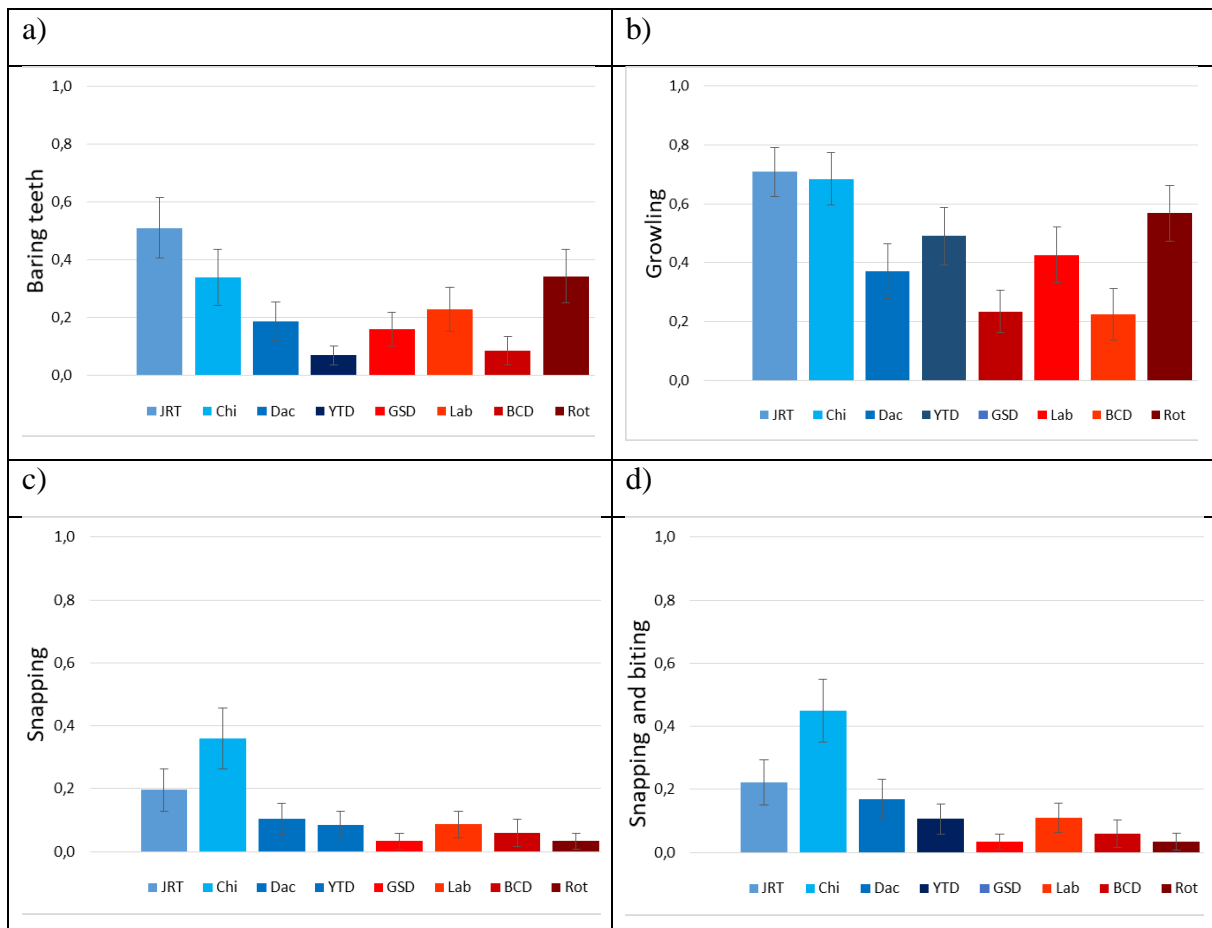 a)
1,0
0,8
0,6
0,4
0,2
0,0
Baring teeth
JRT Chi Dac YTD GSD Lab BCD Rot
b)
1,0
0,8
0,6
0,4
0,2
0,0
Growling
JRT Chi Dac YTD GSD Lab BCD Rot
c)
1,0
0,8
0,6
0,4
0,2
0,0
Snapping
JRT Chi Dac YTD GSD Lab BCD Rot
d)
1,0
0,8
0,6
0,4
0,2
0,0
Snapping and biting
JRT Chi Dac YTD GSD Lab BCD Rot